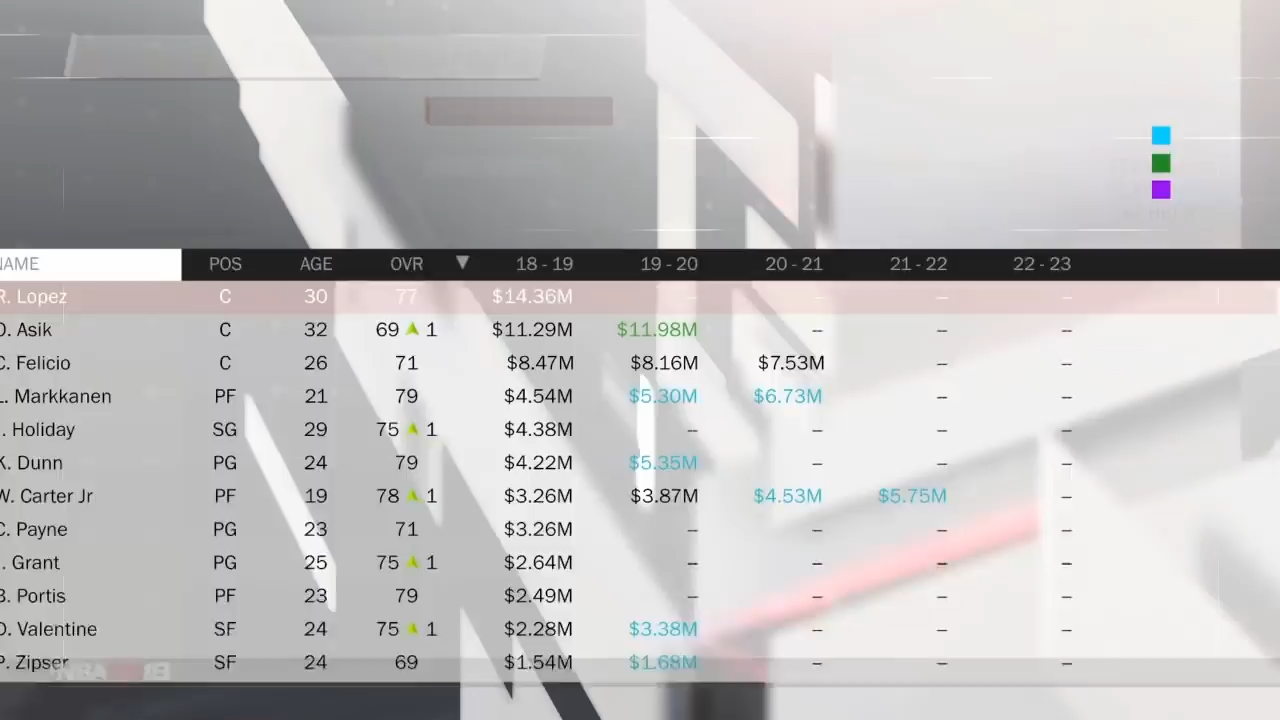 NAME POS AGE OVR ▼ 18 - 19 19 - 20 20 - 21 21 - 22 22 - 23
R. Lopez C 30 77 $14.36M – – – –
O. Asik C 32 69 ▲ 1 $11.29M $11.98M – – –
C. Felicio C 26 71 $8.47M $8.16M $7.53M – –
L. Markkanen PF 21 79 $4.54M $5.30M $6.73M – –
. Holiday SG 29 75 ▲ 1 $4.38M – – – –
K. Dunn PG 24 79 $4.22M $5.35M – – –
W. Carter Jr PF 19 78 ▲ 1 $3.26M $3.87M $4.53M $5.75M –
C. Payne PG 23 71 $3.26M – – – –
. Grant PG 25 75 ▲ 1 $2.64M – – – –
B. Portis PF 23 79 $2.49M – – – –
D. Valentine SF 24 75 ▲ 1 $2.28M $3.38M – – –
P. Zipser SF 24 69 $1.54M $1.68M – – –